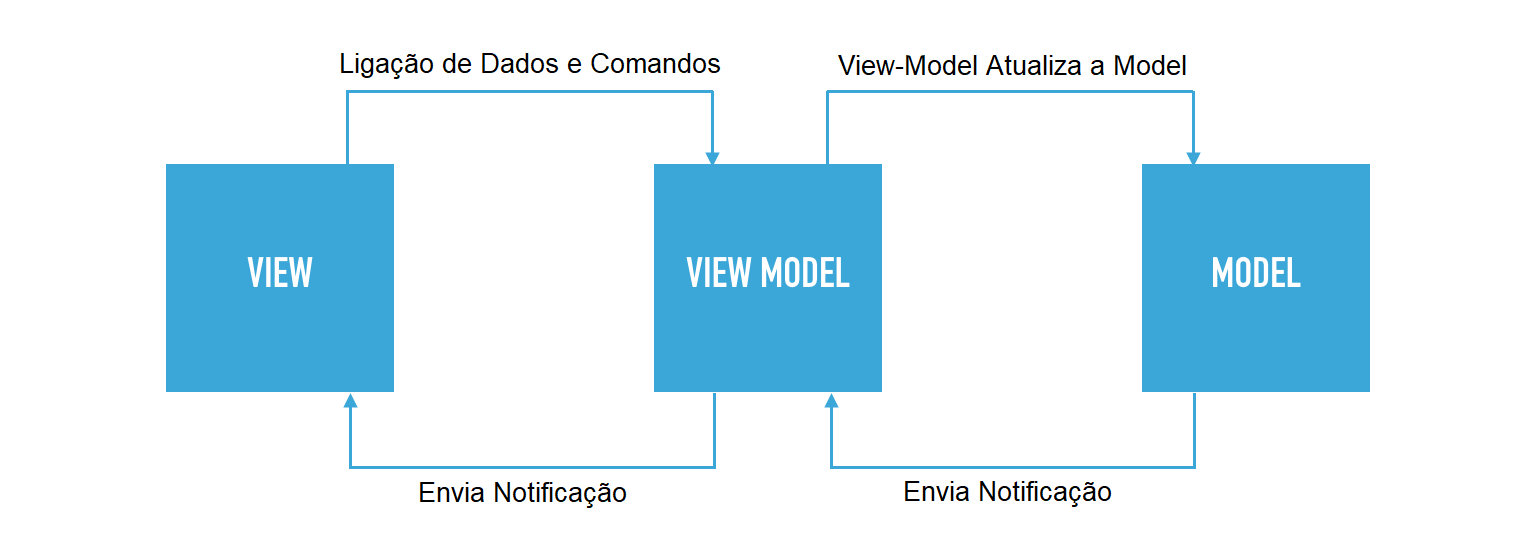 Ligação de Dados e Comandos
View-Model Atualiza a Model
VIEW
VIEW MODEL
MODEL
Envia Notificação
Envia Notificação